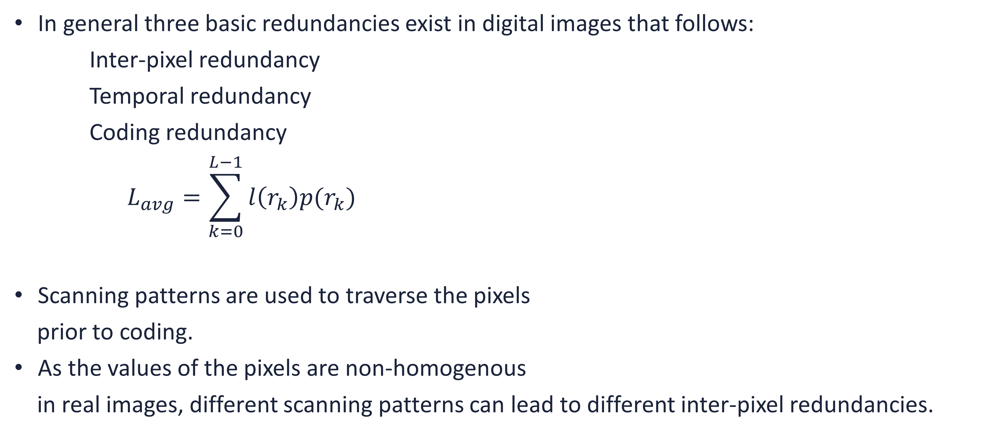 • In general three basic redundancies exist in digital images that follows:
Inter-pixel redundancy
Temporal redundancy
Coding redundancy
L_{avg} = \sum_{k=0}^{L-1} l(r_k)p(r_k)
• Scanning patterns are used to traverse the pixels
prior to coding.
• As the values of the pixels are non-homogenous
in real images, different scanning patterns can lead to different inter-pixel redundancies.